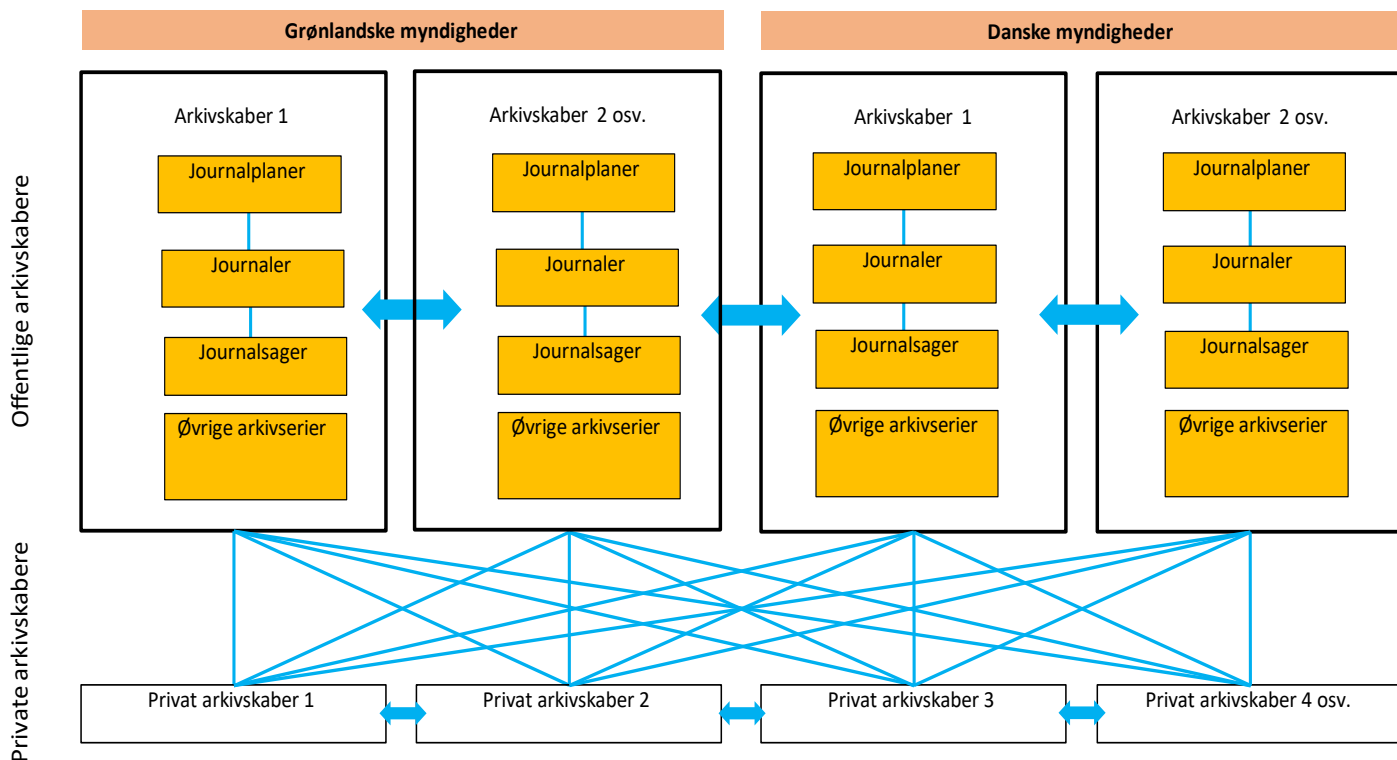 Grønlandske myndigheder
Danske myndigheder
Offentlige arkivskabere
Arkivskaber 1
Journalplaner
Journaler
Journalsager
Øvrige arkivserier
Arkivskaber 2 osv.
Journalplaner
Journaler
Journalsager
Øvrige arkivserier
Arkivskaber 1
Journalplaner
Journaler
Journalsager
Øvrige arkivserier
Arkivskaber 2 osv.
Journalplaner
Journaler
Journalsager
Øvrige arkivserier
Private arkivskabere
Privat arkivskaber 1
Privat arkivskaber 2
Privat arkivskaber 3
Privat arkivskaber 4 osv.